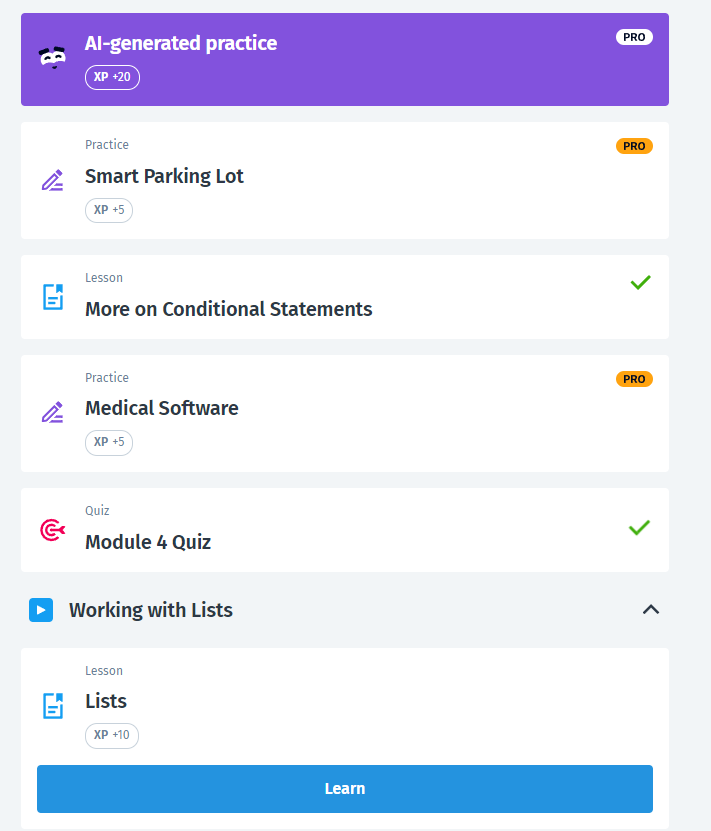 AI-generated practice
PRO
XP +20
Practice
PRO
Smart Parking Lot
XP +5
Lesson
More on Conditional Statements
Practice
PRO
Medical Software
XP +5
Quiz
Module 4 Quiz
Working with Lists
Lesson
Lists
XP +10
Learn